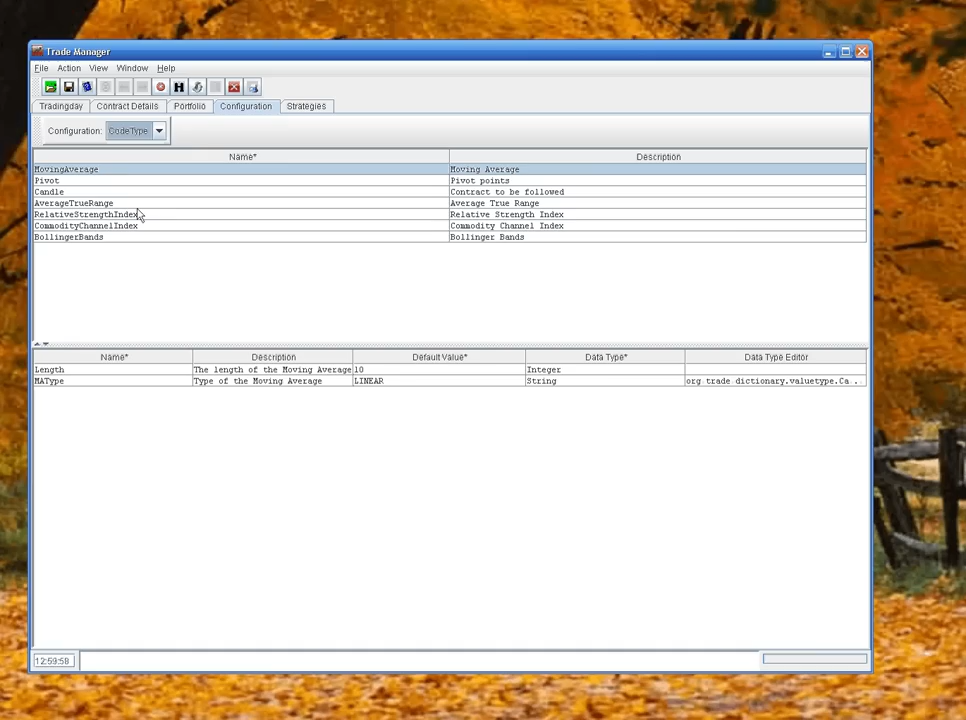 Trade Manager
File Action View Window Help
Tradingday Contract Details Portfolio Configuration Strategies
Configuration: CodeType
Name* Description
MovingAverage Moving Average
Pivot Pivot points
Candle Contract to be followed
AverageTrueRange Average True Range
RelativeStrengthIndex Relative Strength Index
CommodityChannelIndex Commodity Channel Index
BollingerBands Bollinger Bands
Name* Description Default Value* Data Type* Data Type Editor
Length The length of the Moving Average 10 Integer
MAType Type of the Moving Average LINEAR String org.trade.dictionary.valuetype.Ca...
12:59:58